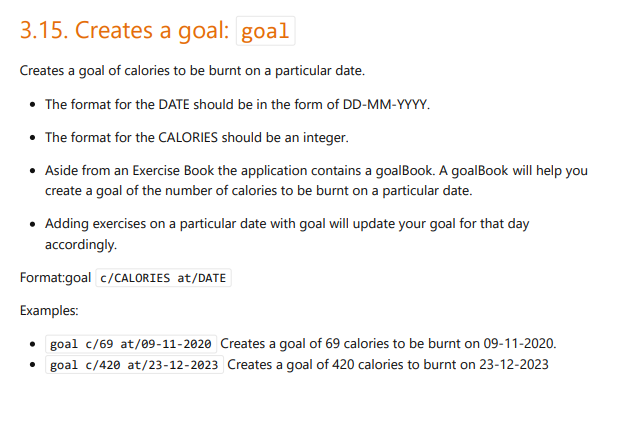 3.15. Creates a goal: goal
Creates a goal of calories to be burnt on a particular date.
• The format for the DATE should be in the form of DD-MM-YYYY.
• The format for the CALORIES should be an integer.
• Aside from an Exercise Book the application contains a goalBook. A goalBook will help you
create a goal of the number of calories to be burnt on a particular date.
• Adding exercises on a particular date with goal will update your goal for that day
accordingly.
Format:goal c/CALORIES at/DATE
Examples:
• goal c/69 at/09-11-2020 Creates a goal of 69 calories to be burnt on 09-11-2020.
• goal c/420 at/23-12-2023 Creates a goal of 420 calories to burnt on 23-12-2023